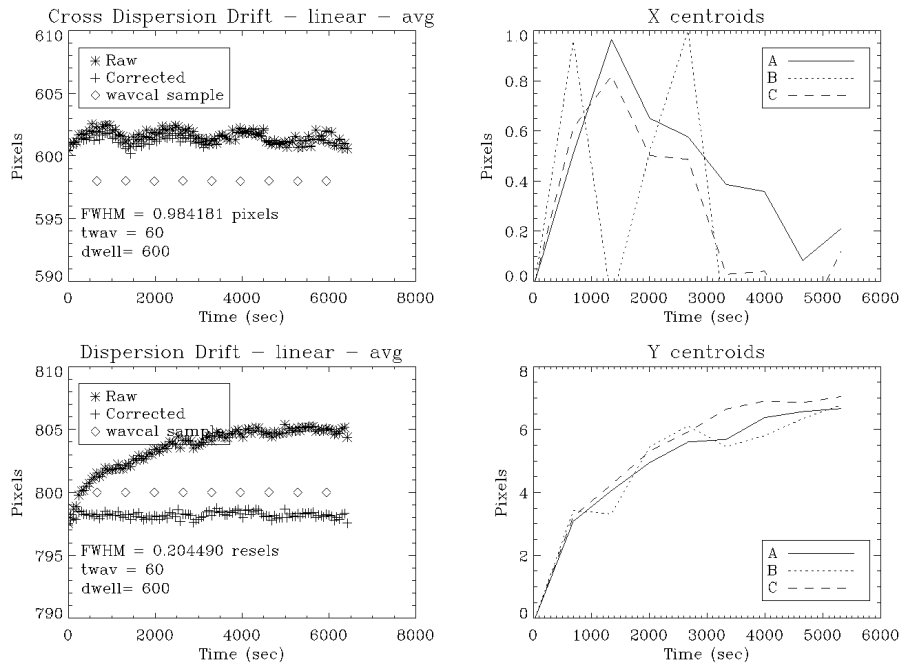 Cross Dispersion Drift – linear – avg
610
605
600
595
590
Pixels
Raw
Corrected
wavcal sample
FWHM = 0.984181 pixels
twav = 60
dwell= 600
0 2000 4000 6000 8000
Time (sec)
X centroids
1.0
0.8
0.6
0.4
0.2
0.0
Pixels
A
B
C
0 1000 2000 3000 4000 5000 6000
Time (sec)
Dispersion Drift – linear – avg
810
805
800
795
790
Pixels
Raw
Corrected
wavcal sample
FWHM = 0.204490 resels
twav = 60
dwell= 600
0 2000 4000 6000 8000
Time (sec)
Y centroids
8
6
4
2
0
Pixels
A
B
C
0 1000 2000 3000 4000 5000 6000
Time (sec)